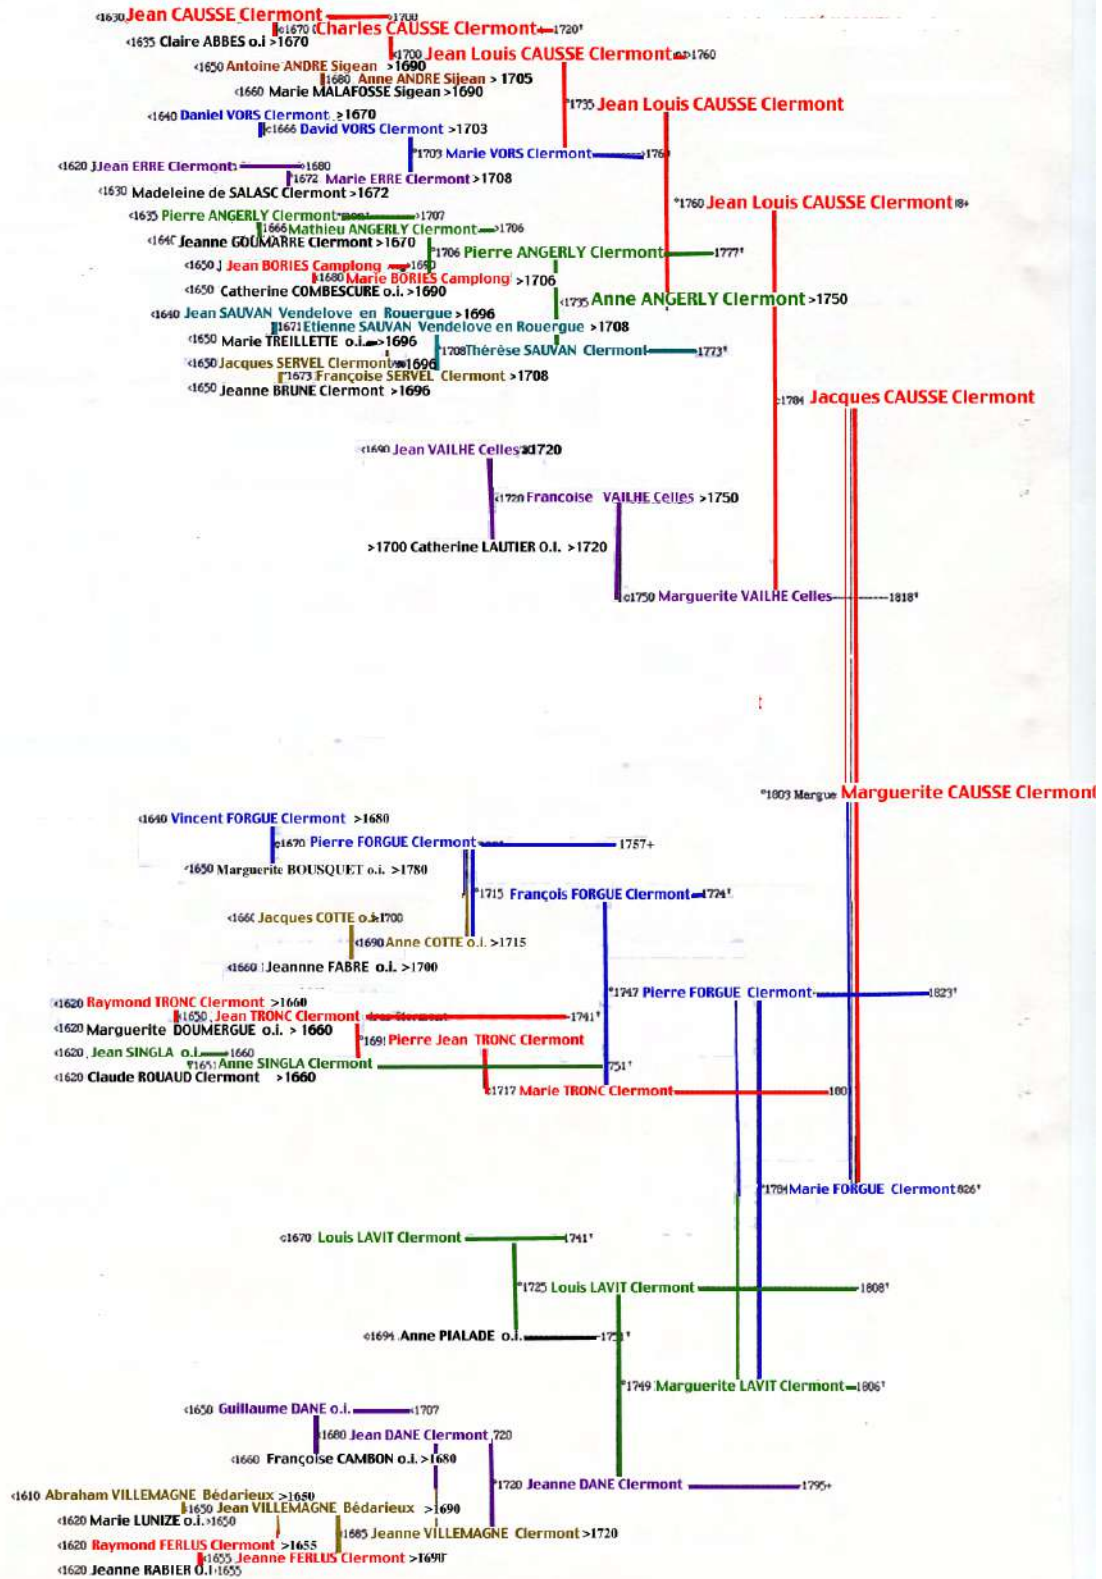 <1630 Jean CAUSSE Clermont >1700
<1670 Charles CAUSSE Clermont <-1720†
<1635 Claire ABBES o.i >1670
<1700 Jean Louis CAUSSE Clermont >1760
<1650 Antoine ANDRE Sigean >1690
<1680 Anne ANDRE Sijean > 1705
<1660 Marie MALAFOSSE Sigean >1690
°1735 Jean Louis CAUSSE Clermont
<1640 Daniel VORS Clermont >1670
<1666 David VORS Clermont >1703
°1703 Marie VORS Clermont 176
<1620 Jean ERRE Clermont >1680
°1672 Marie ERRE Clermont >1708
<1630 Madeleine de SALASC Clermont >1672
°1760 Jean Louis CAUSSE Clermont 18+
<1635 Pierre ANGERLY Clermont <1707
°1666 Mathieu ANGERLY Clermont >1706
<164 Jeanne GOUMARRE Clermont >1670
°1706 Pierre ANGERLY Clermont 1777†
<1650 J Jean BORIES Camplong
<1680 Marie BORIES Camplong >1706
<1650 Catherine COMBESCURE o.i. >1690
<1735 Anne ANGERLY Clermont >1750
<1640 Jean SAUVAN Vendelove en Rouergue >1696
<1671 Etienne SAUVAN Vendelove en Rouergue >1708
<1650 Marie TREILLETTE o.i. >1696
°1708 Thérèse SAUVAN Clermont 1773†
<1650 Jacques SERVEL Clermont >1696
°1673 Françoise SERVEL Clermont >1708
<1650 Jeanne BRUNE Clermont >1696
<1784 Jacques CAUSSE Clermont
<1690 Jean VAILHE Celles 1720
<1720 Francoise VAILHE Celles >1750
>1700 Catherine LAUTIER O.I. >1720
<1750 Marguerite VAILHE Celles 1818†
°1803 Margue Marguerite CAUSSE Clermont
<1640 Vincent FORGUE Clermont >1680
<1670 Pierre FORGUE Clermont 1757+
<1650 Marguerite BOUSQUET o.i. >1780
°1715 François FORGUE Clermont 1774†
<166 Jacques COTTE o.i >1700
<1690 Anne COTTE o.i. >1715
<1660 Jeannne FABRE o.i. >1700
°1747 Pierre FORGUE Clermont 1823†
<1620 Raymond TRONC Clermont >1660
<1650 Jean TRONC Clermont 1741†
<1620 Marguerite DOUMERGUE o.i. > 1660
°169 Pierre Jean TRONC Clermont
<1620 Jean SINGLA o.i. <1660
°1651 Anne SINGLA Clermont 751†
<1620 Claude ROUAUD Clermont >1660
<1717 Marie TRONC Clermont 180
°1784 Marie FORGUE Clermont 826†
<1670 Louis LAVIT Clermont 1741†
°1725 Louis LAVIT Clermont 1808†
<1694 Anne PIALADE o.i. 1751†
°1749 Marguerite LAVIT Clermont 1806†
<1650 Guillaume DANE o.i. <1707
<1680 Jean DANE Clermont 720
<1660 Françoise CAMBON o.i. >1680
°1720 Jeanne DANE Clermont 1795+
<1610 Abraham VILLEMAGNE Bédarieux >1650
<1650 Jean VILLEMAGNE Bédarieux >1690
<1620 Marie LUNIZE o.i. >1650
<1685 Jeanne VILLEMAGNE Clermont >1720
<1620 Raymond FERLUS Clermont >1655
<1655 Jeanne FERLUS Clermont >1690
<1620 Jeanne RABIER O.I 1655